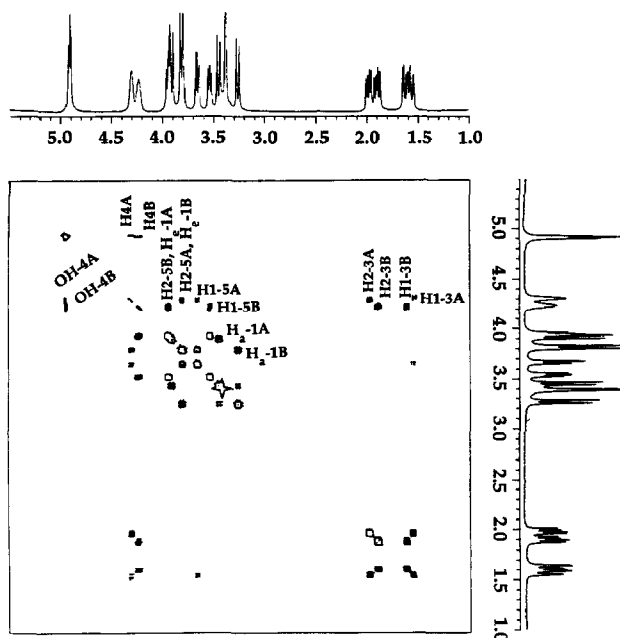 5.0 4.5 4.0 3.5 3.0 2.5 2.0 1.5 1.0
H4A
H4B
H2-5B, He-1A
H2-5A, He-1B
H1-5A
H1-5B
Ha-1A
Ha-1B
OH-4A
OH-4B
H2-3A
H2-3B
H1-3B
H1-3A
5.0
4.5
4.0
3.5
3.0
2.5
2.0
1.5
1.0